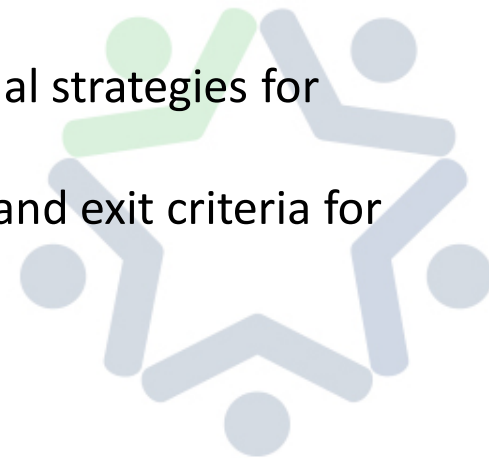 al strategies for
and exit criteria for